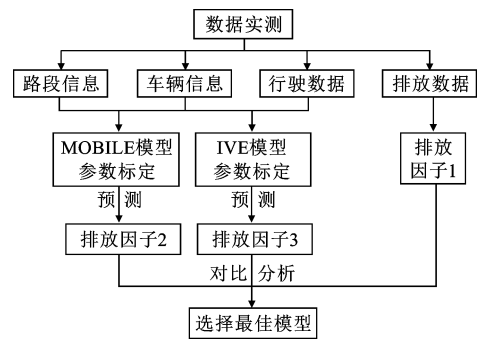 数据实测
路段信息
车辆信息
行驶数据
排放数据
MOBILE模型
参数标定
IVE模型
参数标定
排放
因子1
预测
预测
排放因子2
排放因子3
对比分析
选择最佳模型